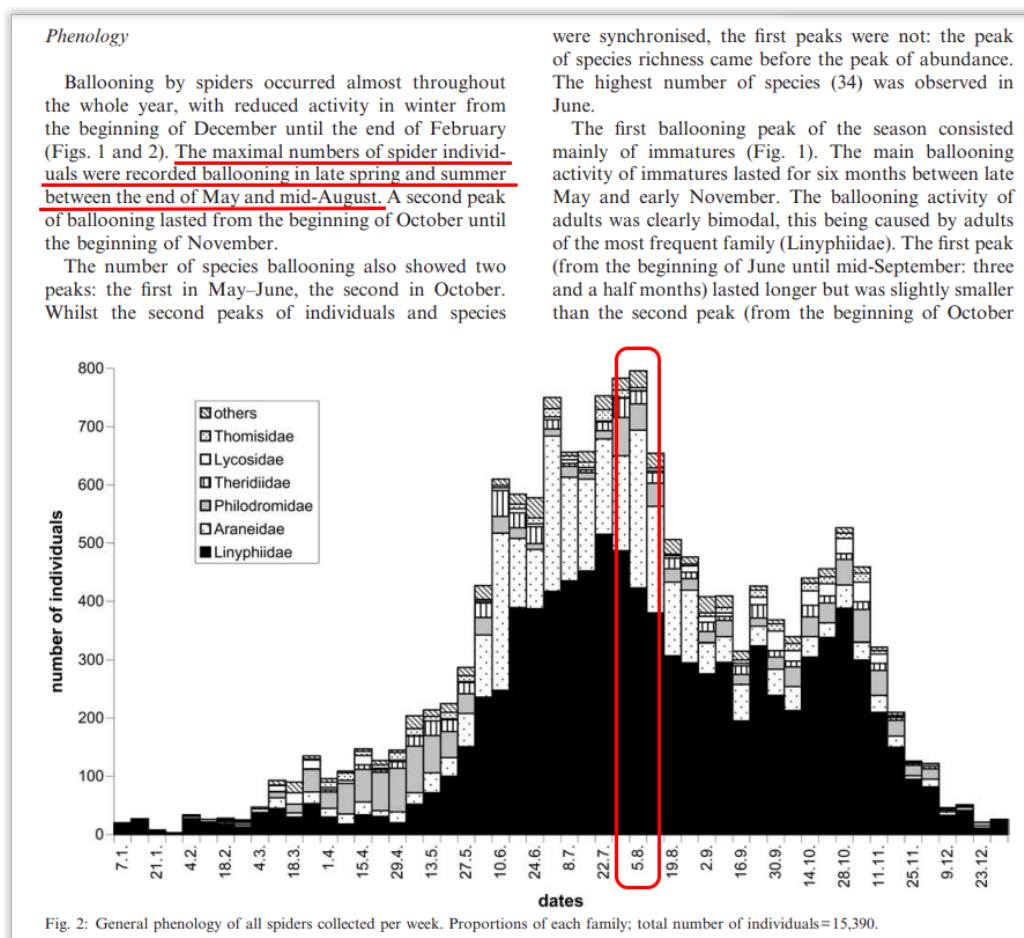 Phenology
Ballooning by spiders occurred almost throughout
the whole year, with reduced activity in winter from
the beginning of December until the end of February
(Figs. 1 and 2). The maximal numbers of spider individ-
uals were recorded ballooning in late spring and summer
between the end of May and mid-August. A second peak
of ballooning lasted from the beginning of October until
the beginning of November.
The number of species ballooning also showed two
peaks: the first in May–June, the second in October.
Whilst the second peaks of individuals and species
were synchronised, the first peaks were not: the peak
of species richness came before the peak of abundance.
The highest number of species (34) was observed in
June.
The first ballooning peak of the season consisted
mainly of immatures (Fig. 1). The main ballooning
activity of immatures lasted for six months between late
May and early November. The ballooning activity of
adults was clearly bimodal, this being caused by adults
of the most frequent family (Linyphiidae). The first peak
(from the beginning of June until mid-September: three
and a half months) lasted longer but was slightly smaller
than the second peak (from the beginning of October
800
700
600
500
400
300
200
100
0
number of individuals
others
Thomisidae
Lycosidae
Theridiidae
Philodromidae
Araneidae
Linyphiidae
7.1.
21.1.
4.2.
18.2.
4.3.
18.3.
1.4.
15.4.
29.4.
13.5.
27.5.
10.6.
24.6.
8.7.
22.7.
5.8.
19.8.
2.9.
16.9.
30.9.
14.10.
28.10.
11.11.
25.11.
9.12.
23.12.
dates
Fig. 2: General phenology of all spiders collected per week. Proportions of each family; total number of individuals=15,390.